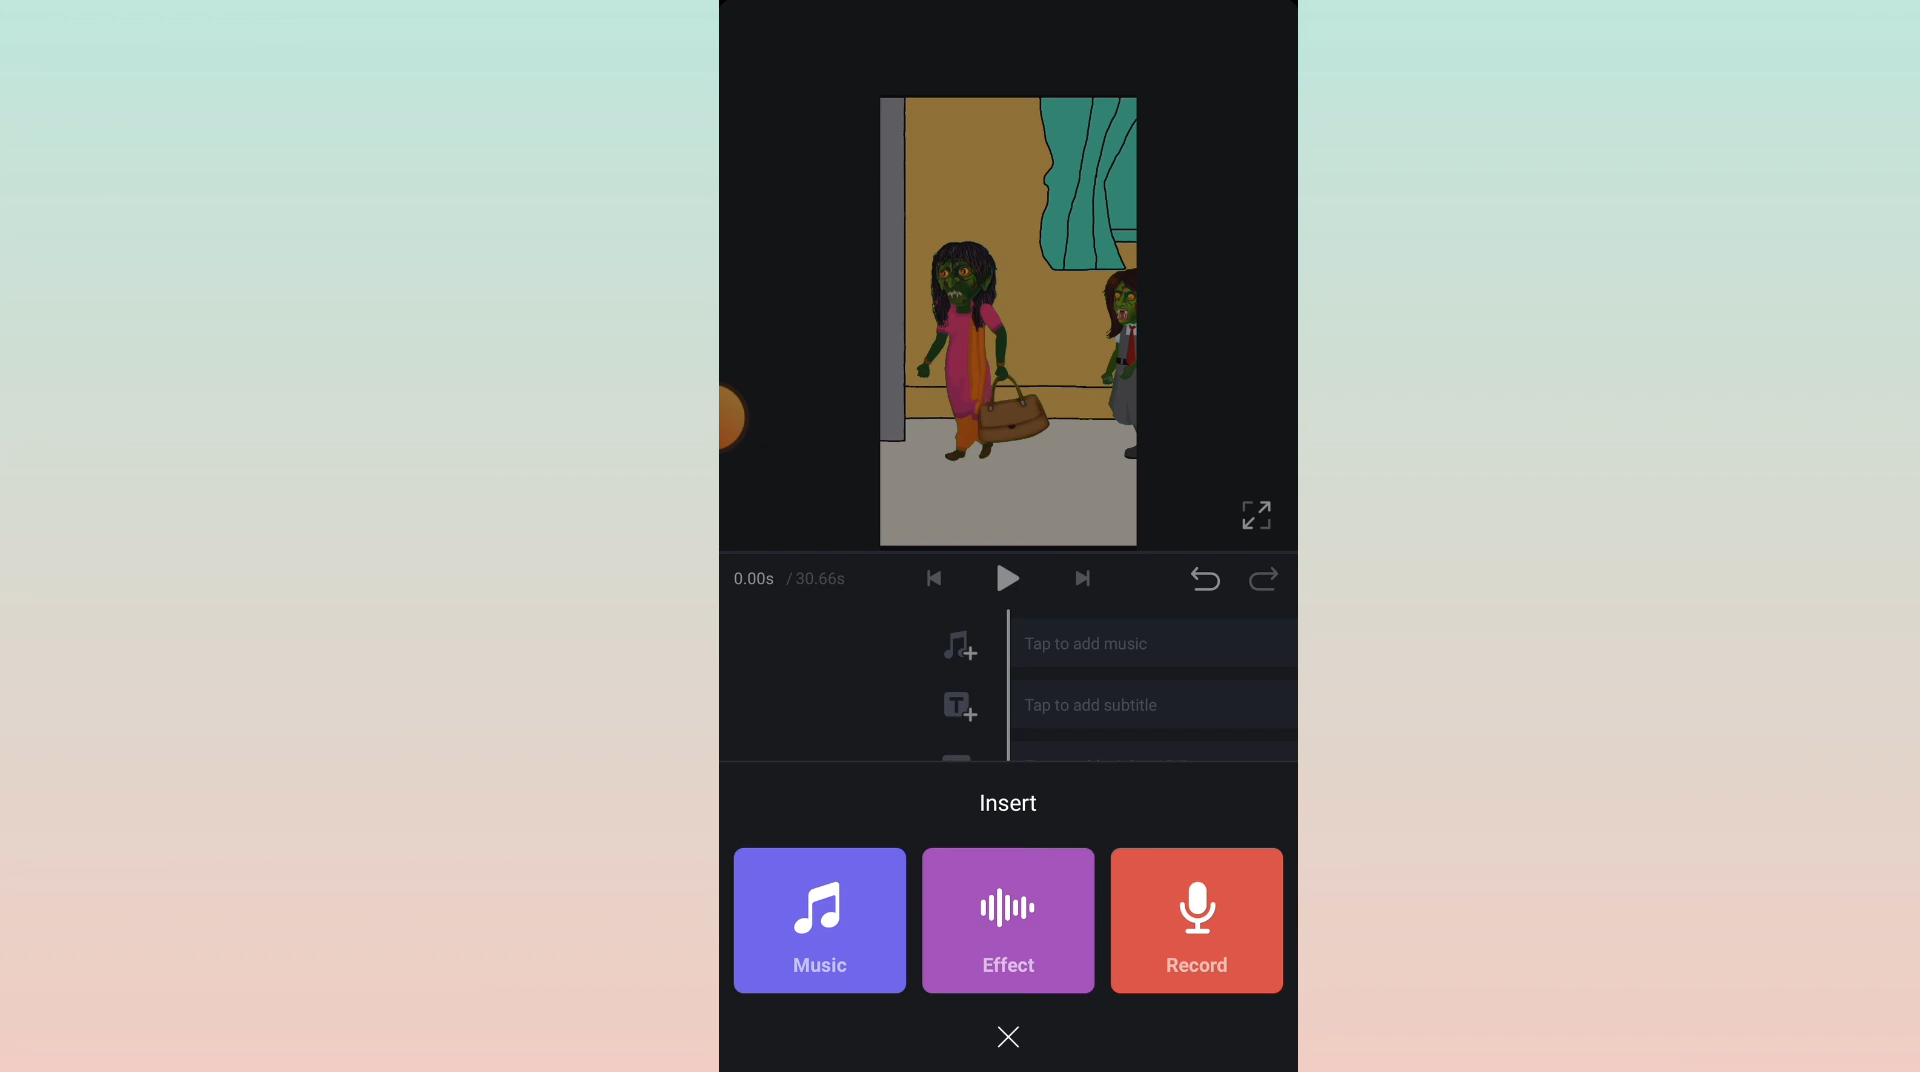 0.00s / 30.66s
Tap to add music
T
Tap to add subtitle
Insert
Music
Effect
Record